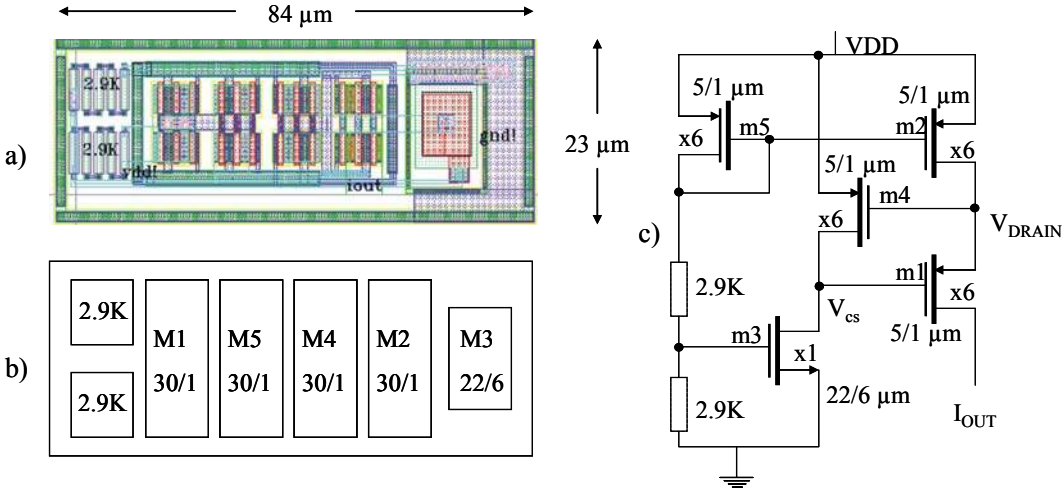 a)
84 µm
23 µm
2.9K
2.9K
vdd!
iout
gnd!
b)
2.9K
2.9K
M1
30/1
M5
30/1
M4
30/1
M2
30/1
M3
22/6
c)
VDD
5/1 µm
x6
m5
5/1 µm
m2
x6
5/1 µm
m4
x6
V_DRAIN
2.9K
m1
x6
5/1 µm
V_cs
m3
x1
22/6 µm
2.9K
I_OUT